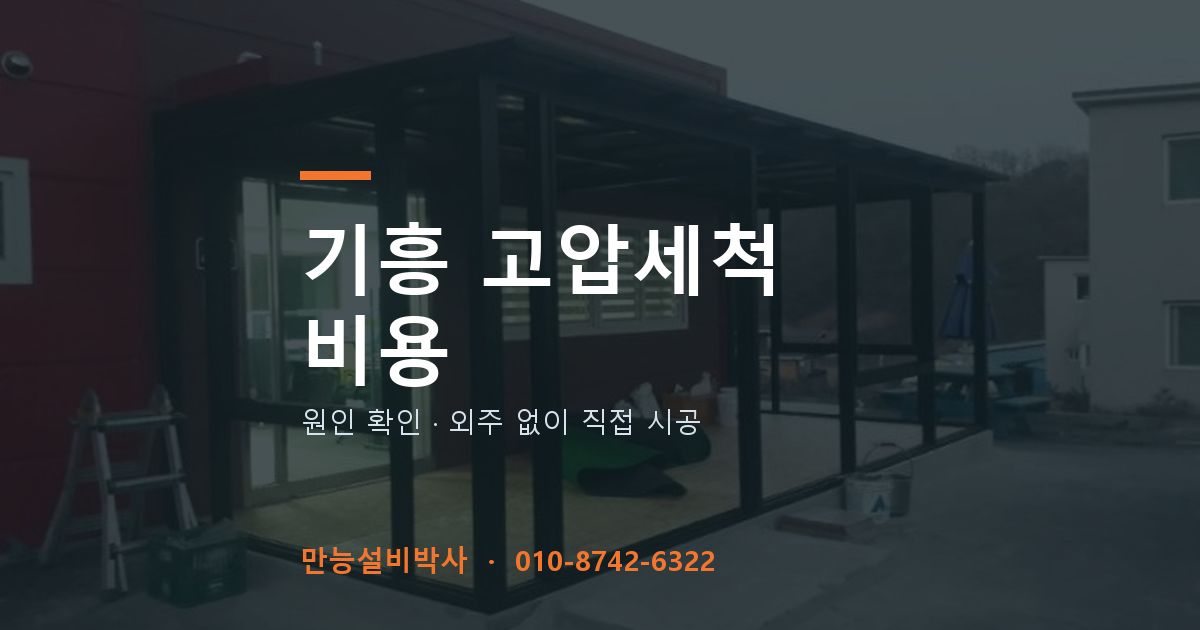 기흥 고압세척
비용
원인 확인 · 외주 없이 직접 시공
만능설비박사 · 010-8742-6322